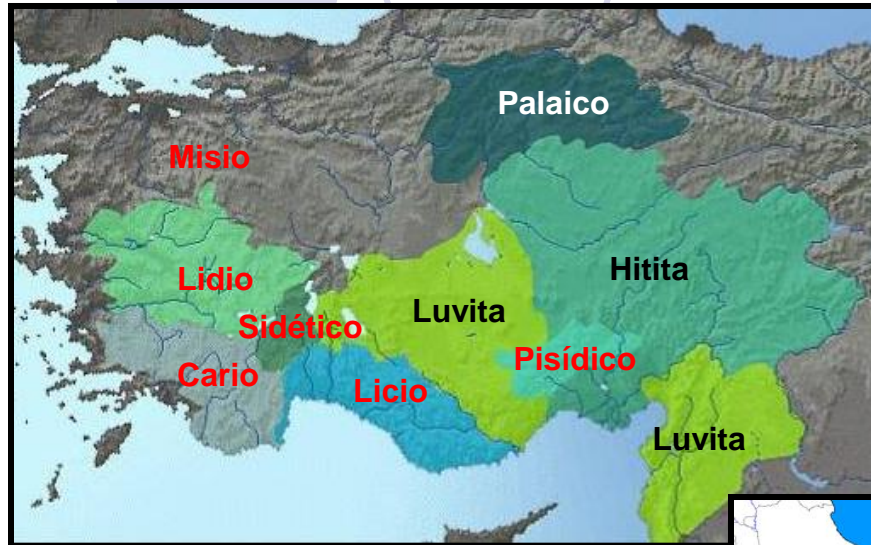 Palaico
Misio
Hitita
Lidio
Luvita
Sidético
Pisídico
Cario
Licio
Luvita